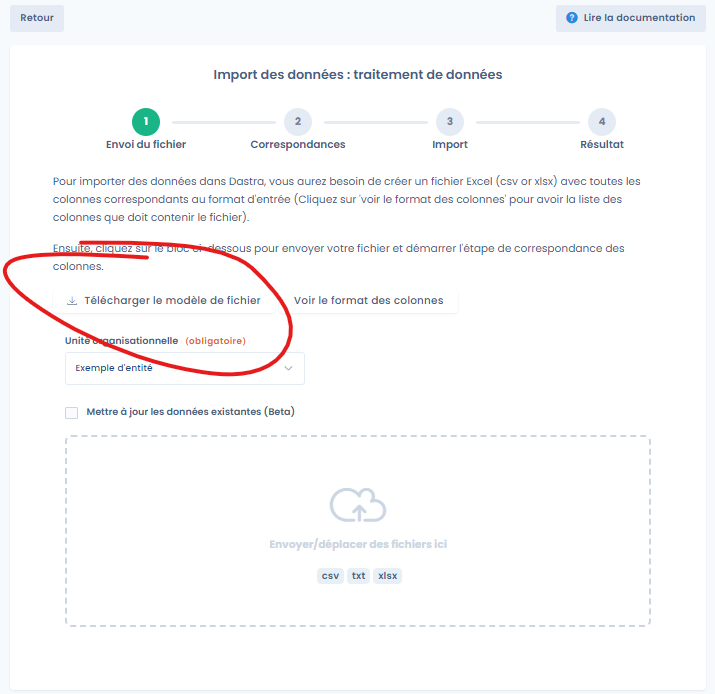 Retour
Lire la documentation
Import des données : traitement de données
1
2
3
4
Envoi du fichier
Correspondances
Import
Résultat
Pour importer des données dans Dastra, vous aurez besoin de créer un fichier Excel (csv or xlsx) avec toutes les
colonnes correspondants au format d'entrée (Cliquez sur 'voir le format des colonnes' pour avoir la liste des
colonnes que doit contenir le fichier).
Ensuite, cliquez sur le bloc ci-dessous pour envoyer votre fichier et démarrer l'étape de correspondance des
colonnes.
Télécharger le modèle de fichier
Voir le format des colonnes
Unité organisationnelle (obligatoire)
Exemple d'entité
Mettre à jour les données existantes (Beta)
Envoyer/déplacer des fichiers ici
csv txt xlsx